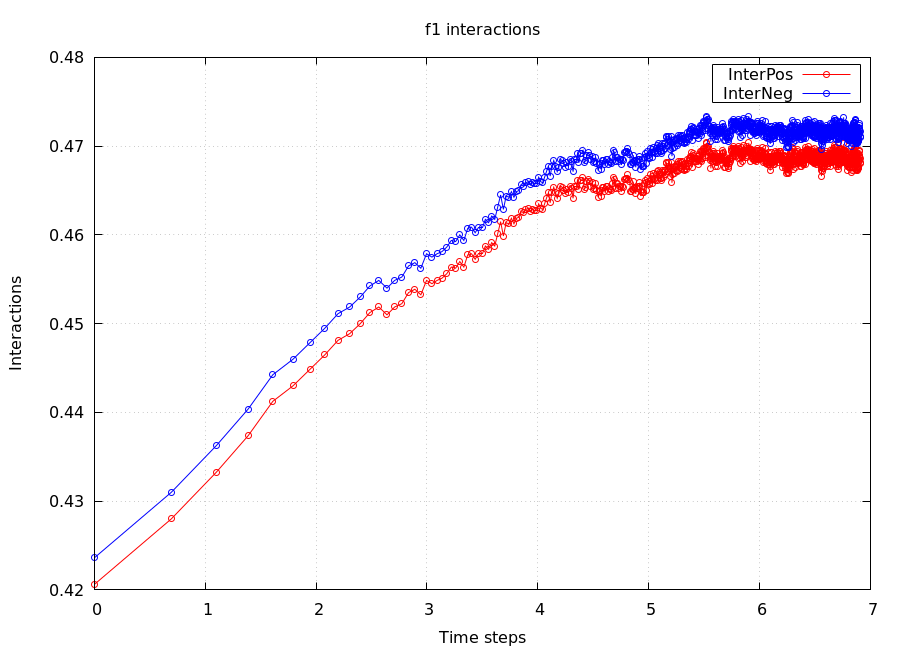 f1 interactions
InterPos
InterNeg
Interactions
0.48
0.47
0.46
0.45
0.44
0.43
0.42
0 1 2 3 4 5 6 7
Time steps